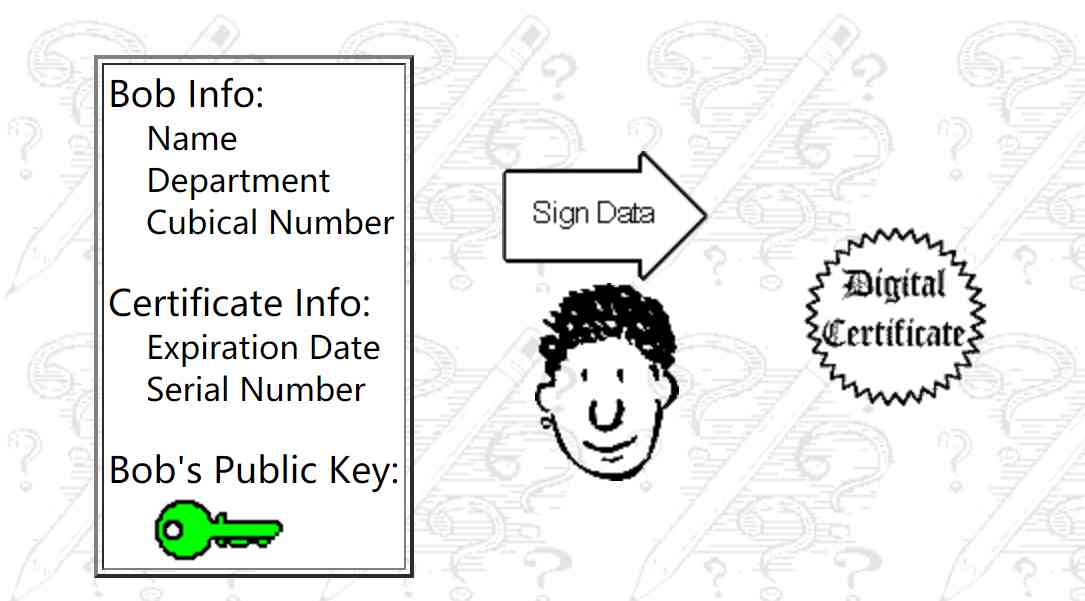 Bob Info:
Name
Department
Cubical Number
Certificate Info:
Expiration Date
Serial Number
Bob's Public Key:
Sign Data
Digital
Certificate